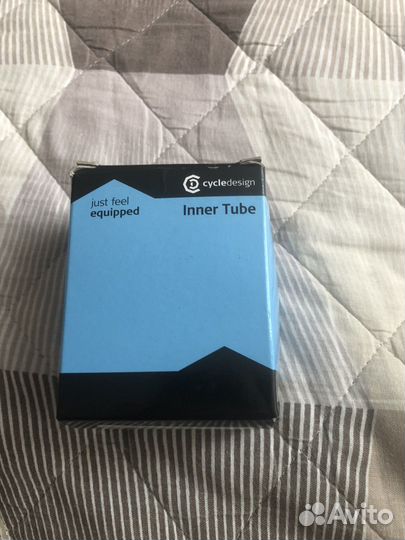 cycledesign
just feel
equipped
Inner Tube
Avito